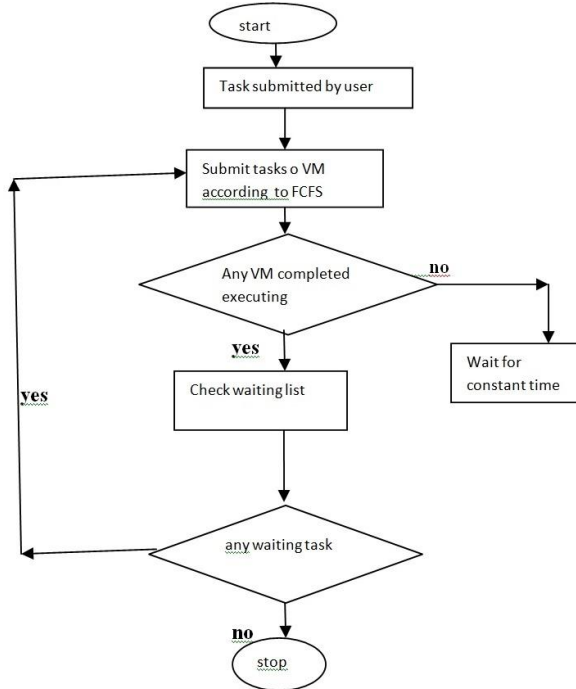 start
Task submitted by user
Submit tasks o VM
according to FCFS
Any VM completed
executing
no
yes
Wait for
constant time
Check waiting list
yes
any waiting task
no
stop